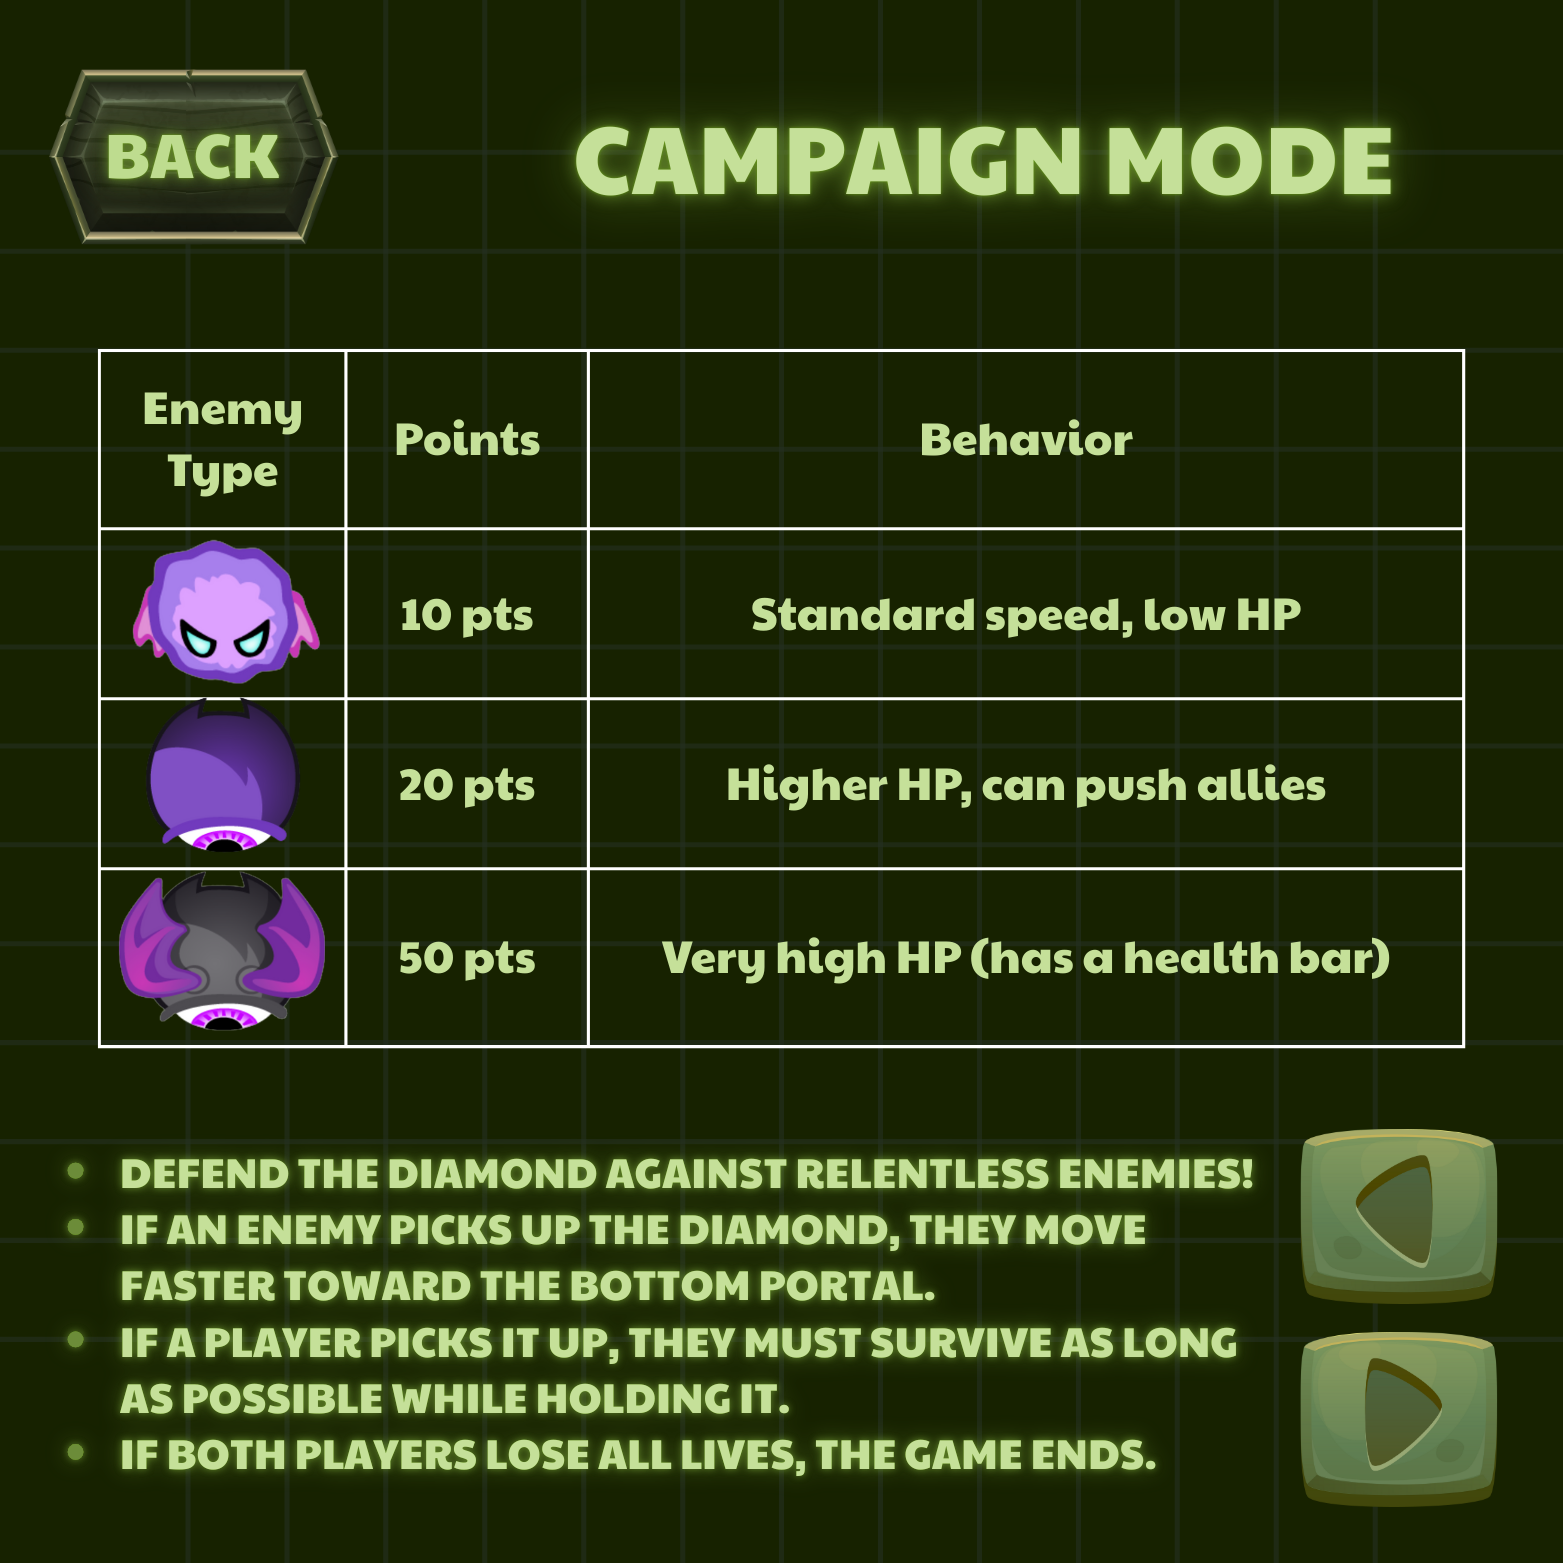 BACK
CAMPAIGN MODE
Enemy
Type
Points
Behavior
10 pts
Standard speed, low HP
20 pts
Higher HP, can push allies
50 pts
Very high HP (has a health bar)
DEFEND THE DIAMOND AGAINST RELENTLESS ENEMIES!
IF AN ENEMY PICKS UP THE DIAMOND, THEY MOVE
FASTER TOWARD THE BOTTOM PORTAL.
IF A PLAYER PICKS IT UP, THEY MUST SURVIVE AS LONG
AS POSSIBLE WHILE HOLDING IT.
IF BOTH PLAYERS LOSE ALL LIVES, THE GAME ENDS.